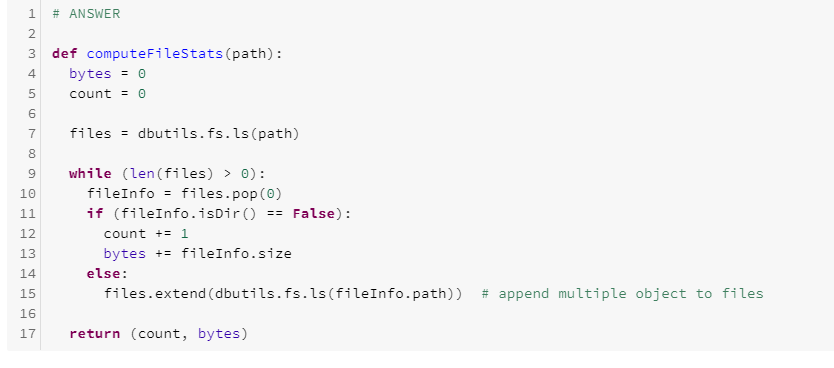 1 # ANSWER
2
3 def computeFileStats(path):
4   bytes = 0
5   count = 0
6
7   files = dbutils.fs.ls(path)
8
9   while (len(files) > 0):
10     fileInfo = files.pop(0)
11     if (fileInfo.isDir() == False):
12       count += 1
13       bytes += fileInfo.size
14     else:
15       files.extend(dbutils.fs.ls(fileInfo.path))  # append multiple object to files
16
17   return (count, bytes)